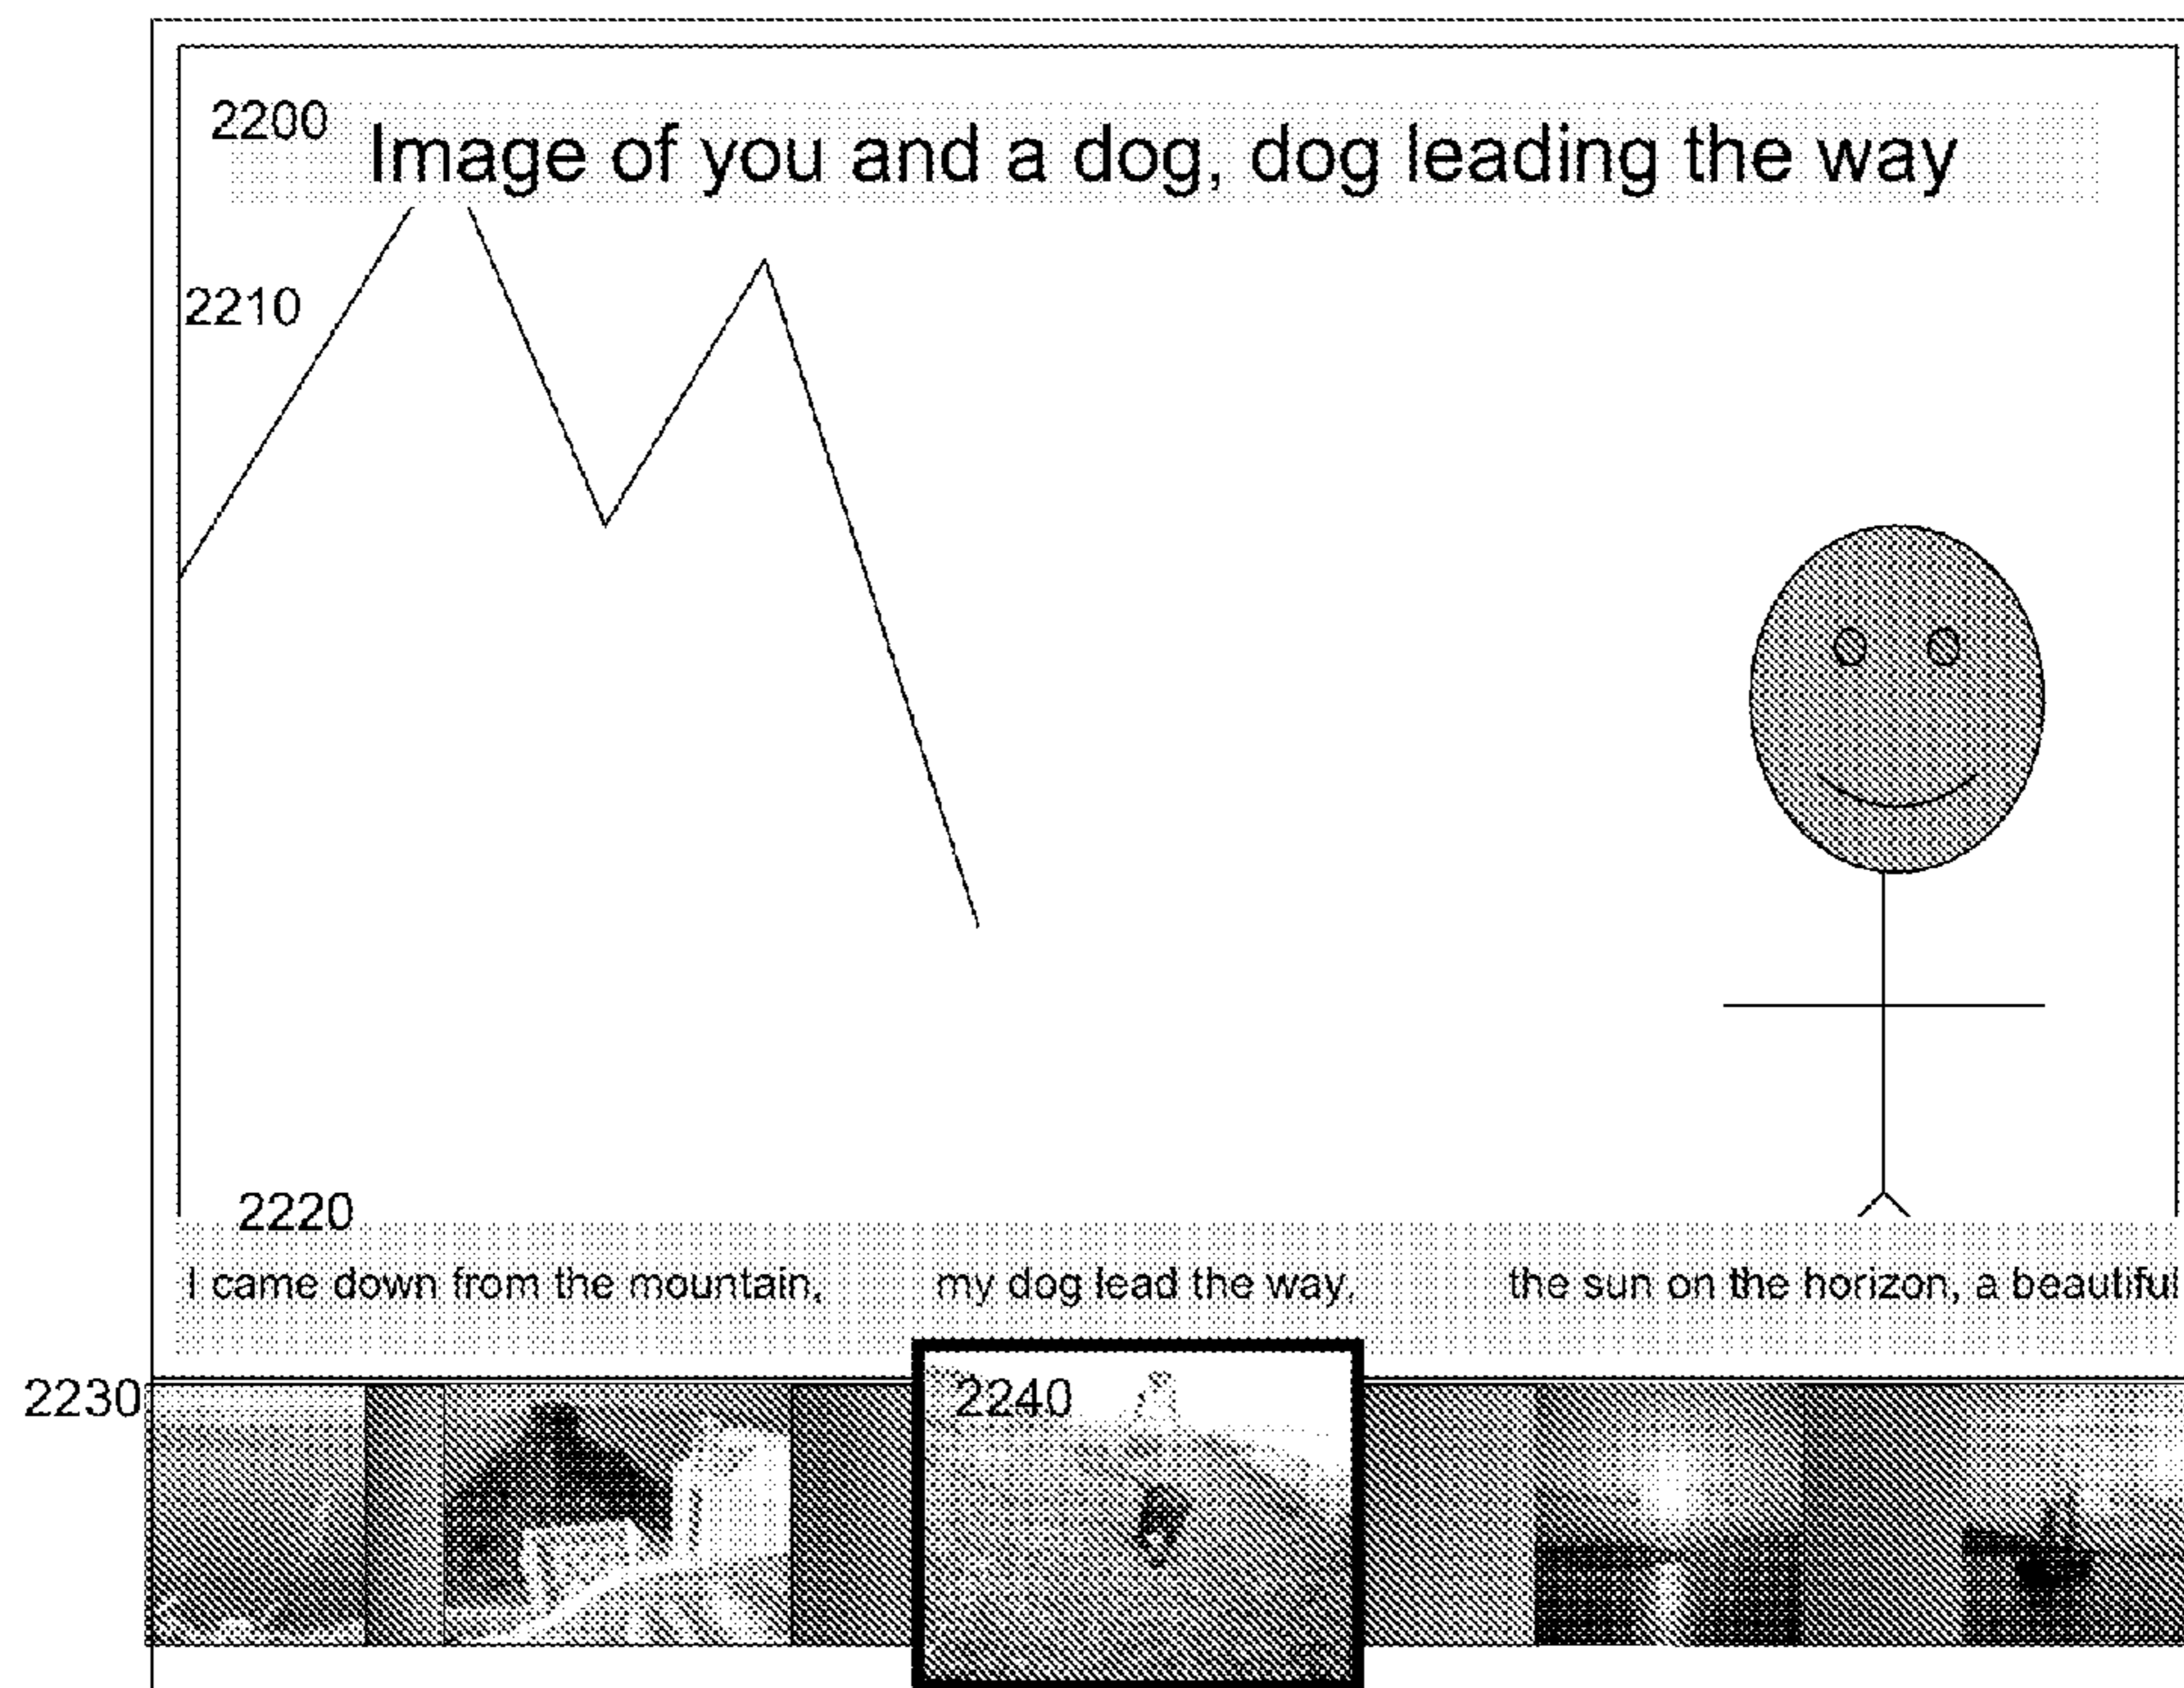 2200
Image of you and a dog, dog leading the way
2210
2220
I came down from the mountain, my dog lead the way, the sun on the horizon, a beautiful
2230
2240